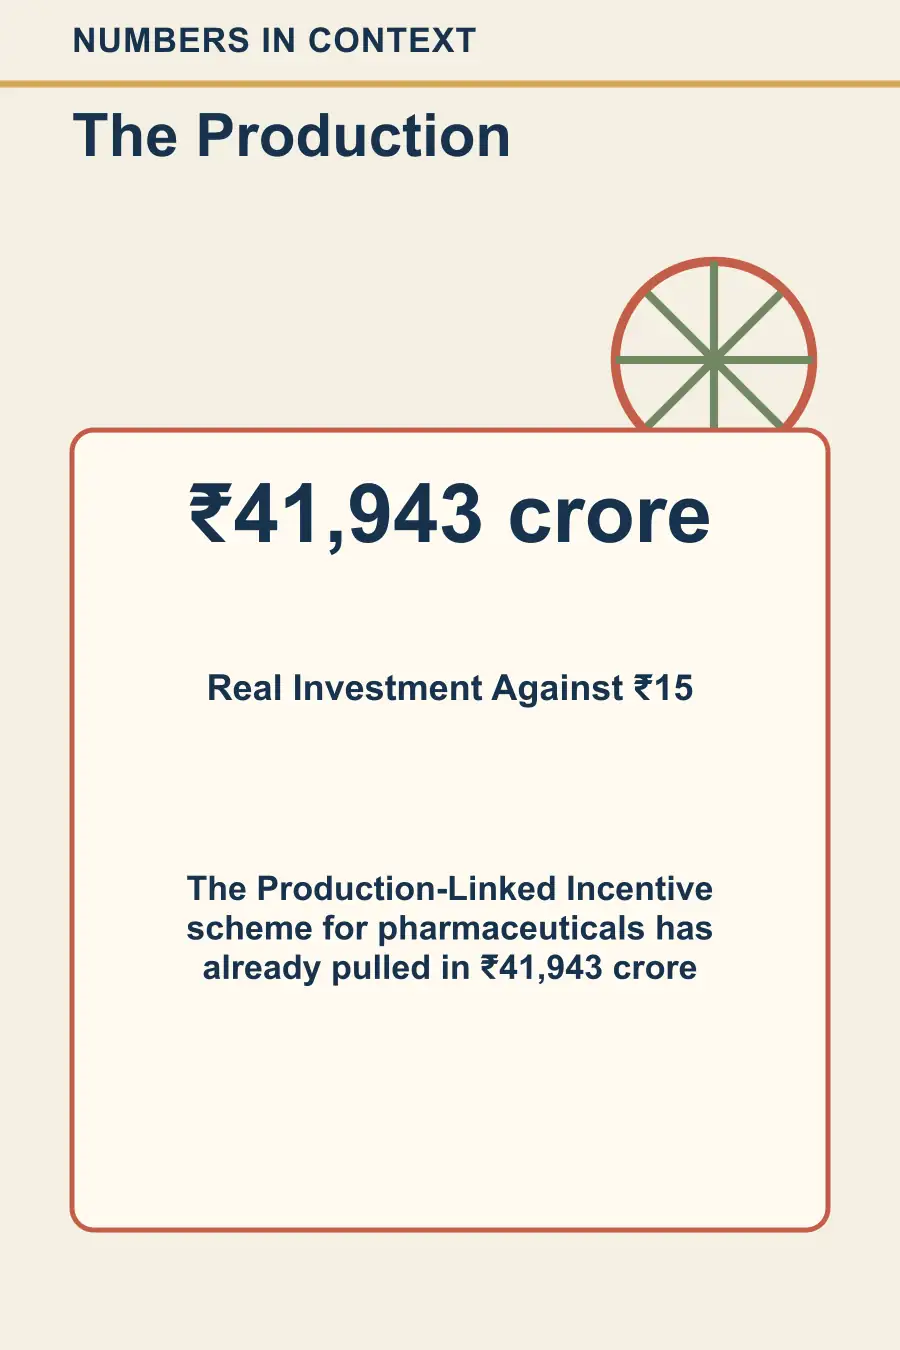 NUMBERS IN CONTEXT
The Production
₹41,943 crore
Real Investment Against ₹15
The Production-Linked Incentive
scheme for pharmaceuticals has
already pulled in ₹41,943 crore